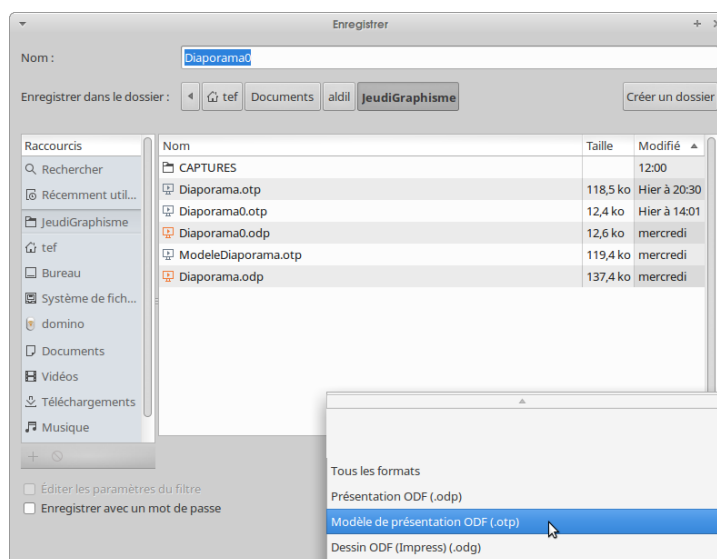 Enregistrer
Nom : Diaporama0
Enregistrer dans le dossier : tef Documents aldil JeudiGraphisme Créer un dossier
Raccourcis
Rechercher
Récemment util...
JeudiGraphisme
tef
Bureau
Système de fich...
domino
Documents
Vidéos
Téléchargements
Musique
Nom Taille Modifié
CAPTURES 12:00
Diaporama.otp 118,5 ko Hier à 20:30
Diaporama0.otp 12,4 ko Hier à 14:01
Diaporama0.odp 12,6 ko mercredi
ModeleDiaporama.otp 119,4 ko mercredi
Diaporama.odp 137,4 ko mercredi
Éditer les paramètres du filtre
Enregistrer avec un mot de passe
Tous les formats
Présentation ODF (.odp)
Modèle de présentation ODF (.otp)
Dessin ODF (Impress) (.odg)